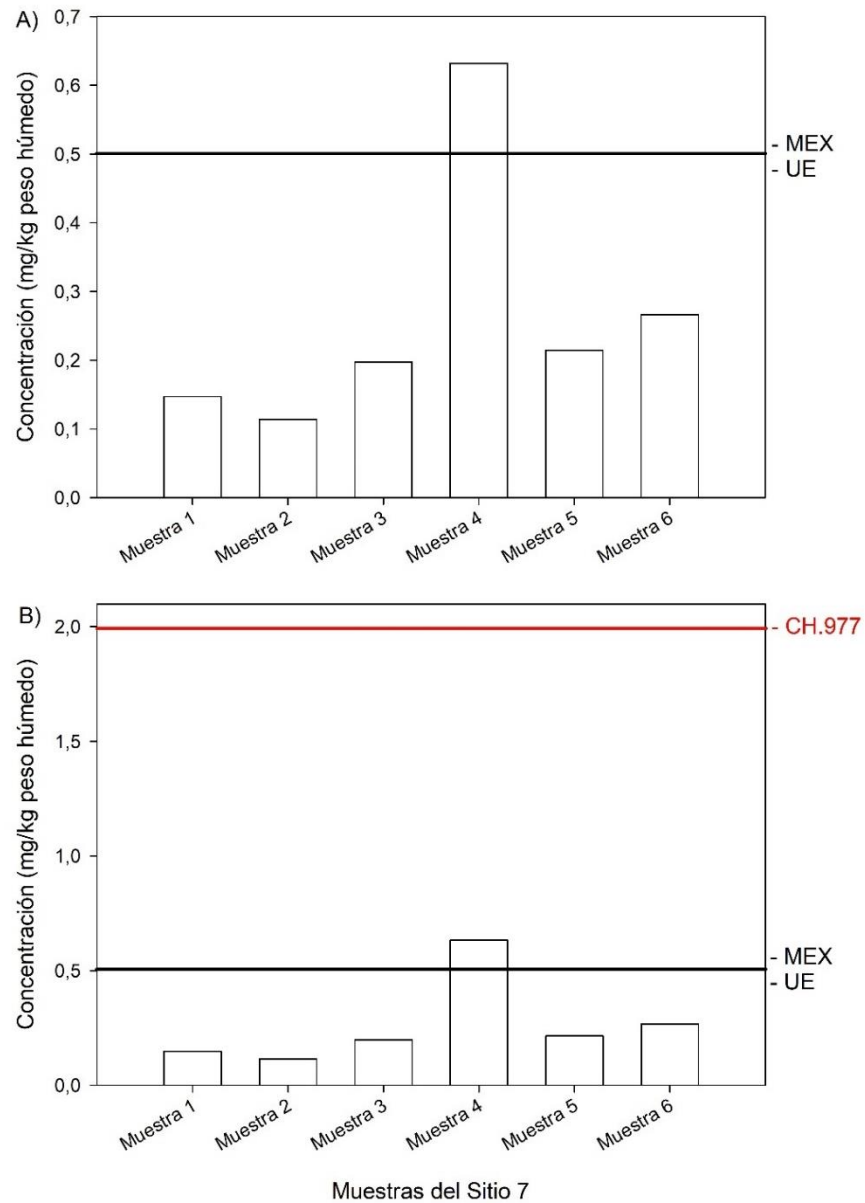 A)
Concentración (mg/kg peso húmedo)
0,7
0,6
0,5
0,4
0,3
0,2
0,1
0,0
- MEX
- UE
Muestra 1
Muestra 2
Muestra 3
Muestra 4
Muestra 5
Muestra 6
B)
Concentración (mg/kg peso húmedo)
2,0
1,5
1,0
0,5
0,0
- CH.977
- MEX
- UE
Muestra 1
Muestra 2
Muestra 3
Muestra 4
Muestra 5
Muestra 6
Muestras del Sitio 7